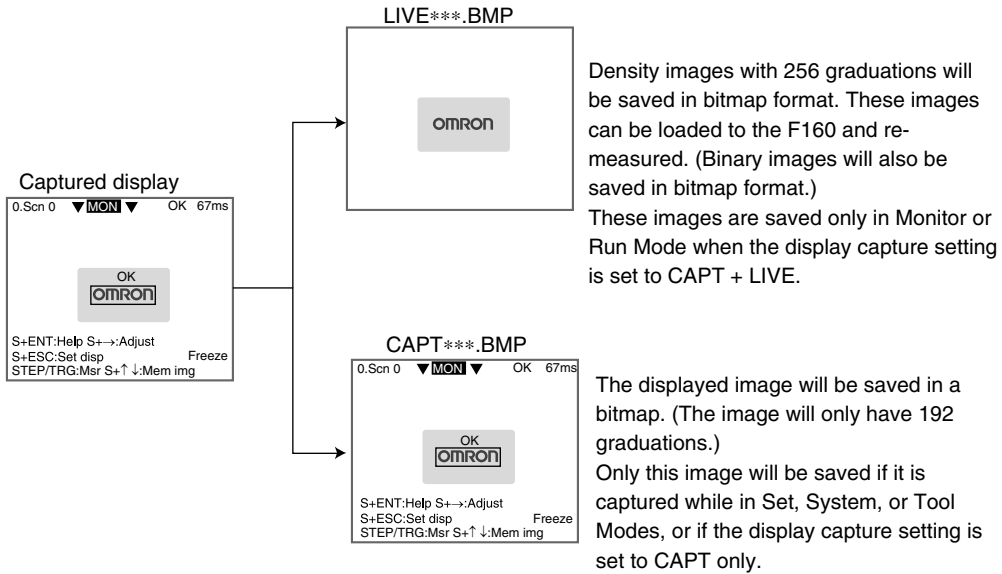 LIVE***.BMP
OMRON
Density images with 256 graduations will
be saved in bitmap format. These images
can be loaded to the F160 and re-
measured. (Binary images will also be
saved in bitmap format.)
These images are saved only in Monitor or
Run Mode when the display capture setting
is set to CAPT + LIVE.
Captured display
0.Scn 0 ▼ MON ▼ OK 67ms
OK
OMRON
S+ENT:Help S+→:Adjust
S+ESC:Set disp Freeze
STEP/TRG:Msr S+↑↓:Mem img
CAPT***.BMP
0.Scn 0 ▼ MON ▼ OK 67ms
OK
OMRON
S+ENT:Help S+→:Adjust
S+ESC:Set disp Freeze
STEP/TRG:Msr S+↑↓:Mem img
The displayed image will be saved in a
bitmap. (The image will only have 192
graduations.)
Only this image will be saved if it is
captured while in Set, System, or Tool
Modes, or if the display capture setting is
set to CAPT only.